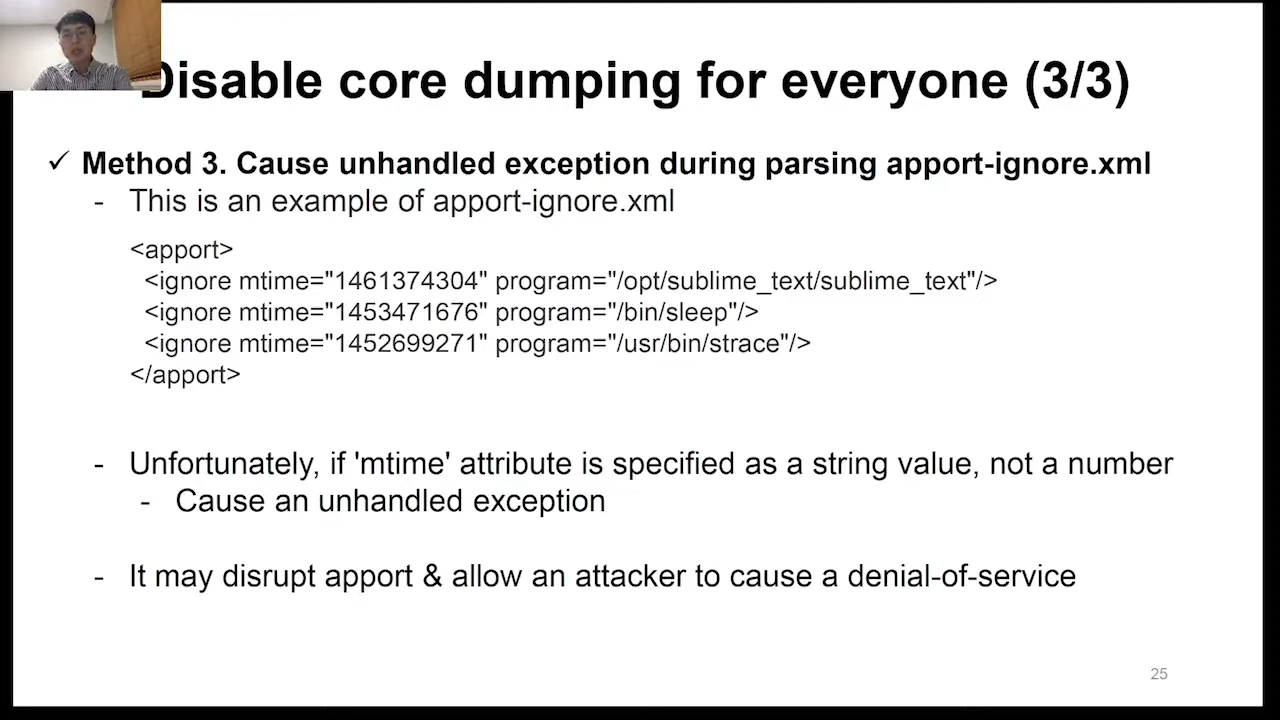 Disable core dumping for everyone (3/3)
✓ Method 3. Cause unhandled exception during parsing apport-ignore.xml
- This is an example of apport-ignore.xml
<apport>
<ignore mtime="1461374304" program="/opt/sublime_text/sublime_text"/>
<ignore mtime="1453471676" program="/bin/sleep"/>
<ignore mtime="1452699271" program="/usr/bin/strace"/>
</apport>
- Unfortunately, if 'mtime' attribute is specified as a string value, not a number
- Cause an unhandled exception
- It may disrupt apport & allow an attacker to cause a denial-of-service
25